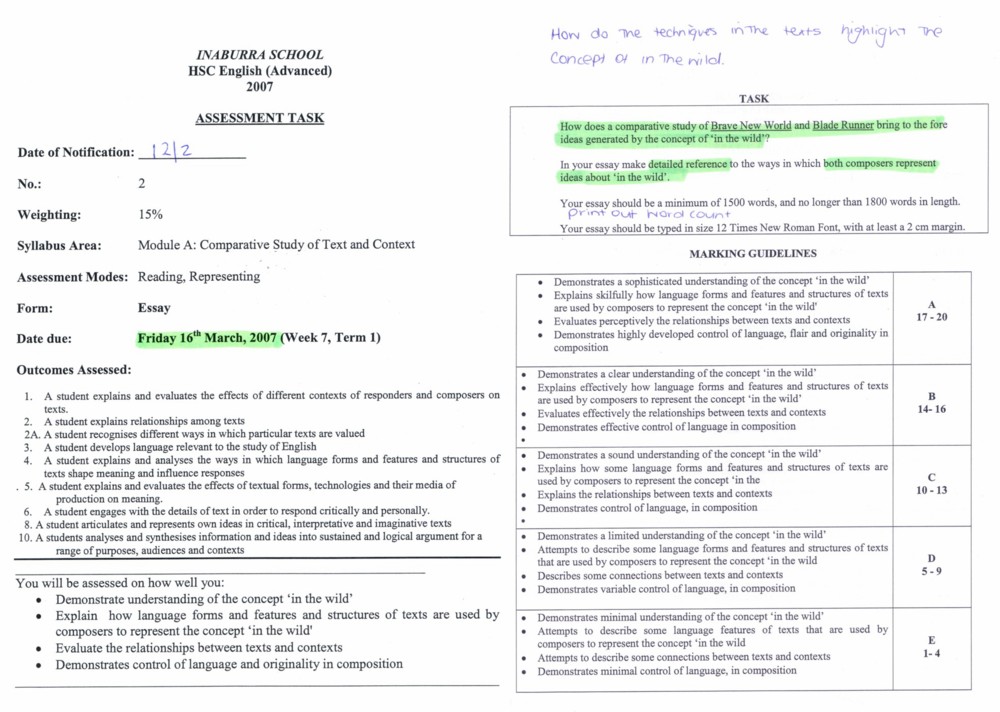 INABURRA SCHOOL
HSC English (Advanced)
2007
ASSESSMENT TASK
Date of Notification: 12/2
No.: 2
Weighting: 15%
Syllabus Area: Module A: Comparative Study of Text and Context
Assessment Modes: Reading, Representing
Form: Essay
Date due: Friday 16th March, 2007 (Week 7, Term 1)
Outcomes Assessed:
1. A student explains and evaluates the effects of different contexts of responders and composers on
texts.
2. A student explains relationships among texts
2A. A student recognises different ways in which particular texts are valued
3. A student develops language relevant to the study of English
4. A student explains and analyses the ways in which language forms and features and structures of
texts shape meaning and influence responses
5. A student explains and evaluates the effects of textual forms, technologies and their media of
production on meaning.
6. A student engages with the details of text in order to respond critically and personally.
8. A student articulates and represents own ideas in critical, interpretative and imaginative texts
10. A students analyses and synthesises information and ideas into sustained and logical argument for a
range of purposes, audiences and contexts
You will be assessed on how well you:
• Demonstrate understanding of the concept ‘in the wild’
• Explain how language forms and features and structures of texts are used by
composers to represent the concept ‘in the wild'
• Evaluate the relationships between texts and contexts
• Demonstrates control of language and originality in composition
How do the techniques in the texts highlight the
concept of in the wild.
TASK
How does a comparative study of Brave New World and Blade Runner bring to the fore
ideas generated by the concept of ‘in the wild’?
In your essay make detailed reference to the ways in which both composers represent
ideas about ‘in the wild’.
Your essay should be a minimum of 1500 words, and no longer than 1800 words in length.
print out word count
Your essay should be typed in size 12 Times New Roman Font, with at least a 2 cm margin.
MARKING GUIDELINES
• Demonstrates a sophisticated understanding of the concept ‘in the wild’
• Explains skilfully how language forms and features and structures of texts
are used by composers to represent the concept ‘in the wild’
• Evaluates perceptively the relationships between texts and contexts
• Demonstrates highly developed control of language, flair and originality in
composition
A
17 - 20
• Demonstrates a clear understanding of the concept ‘in the wild’
• Explains effectively how language forms and features and structures of texts
are used by composers to represent the concept ‘in the wild’
• Evaluates effectively the relationships between texts and contexts
• Demonstrates effective control of language in composition
•
B
14- 16
• Demonstrates a sound understanding of the concept ‘in the wild’
• Explains how some language forms and features and structures of texts are
used by composers to represent the concept ‘in the
• Explains the relationships between texts and contexts
• Demonstrates control of language, in composition
•
C
10 - 13
• Demonstrates a limited understanding of the concept ‘in the wild’
• Attempts to describe some language forms and features and structures of texts
that are used by composers to represent the concept ‘in the wild
• Describes some connections between texts and contexts
• Demonstrates variable control of language, in composition
D
5 - 9
• Demonstrates minimal understanding of the concept ‘in the wild’
• Attempts to describe some language features of texts that are used by
composers to represent the concept ‘in the wild
• Attempts to describe some connections between texts and contexts
• Demonstrates minimal control of language, in composition
E
1- 4